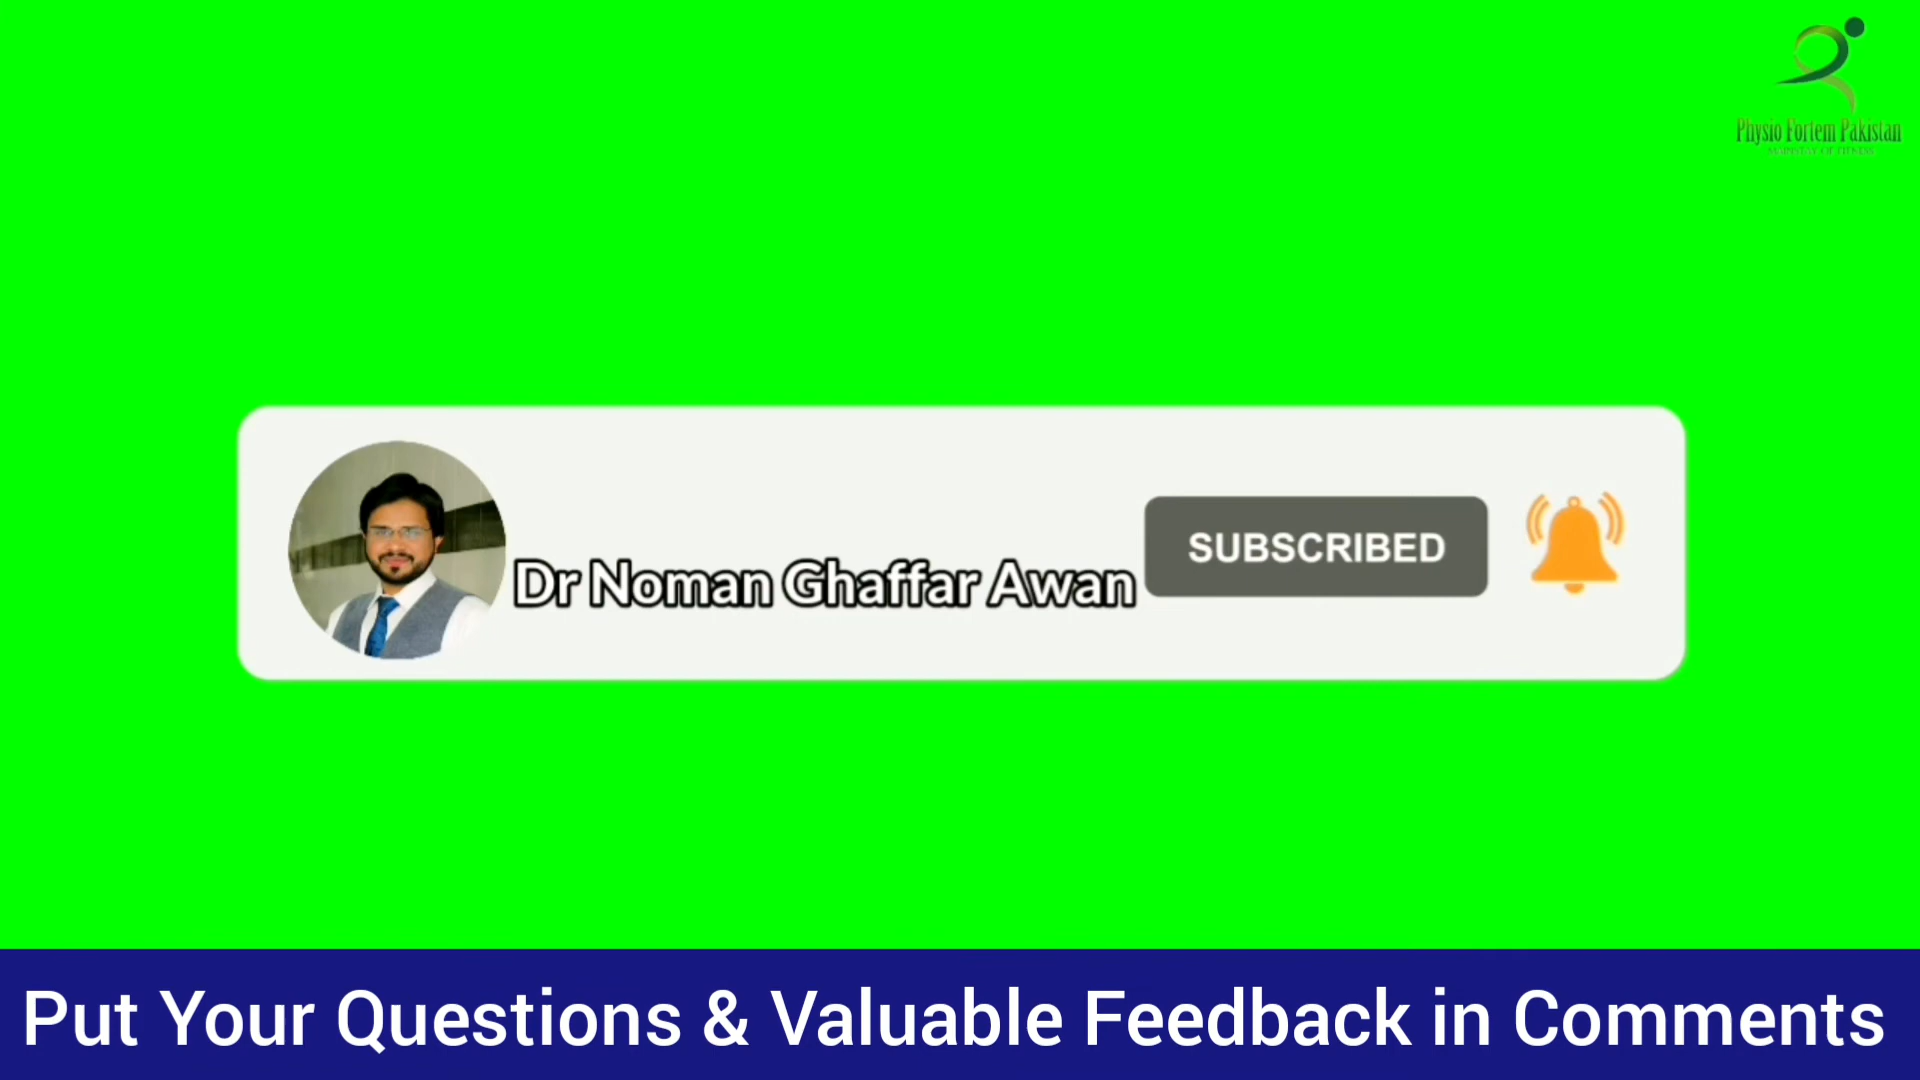 Physio Fortem Pakistan
Dr Noman Ghaffar Awan
SUBSCRIBED
Put Your Questions & Valuable Feedback in Comments